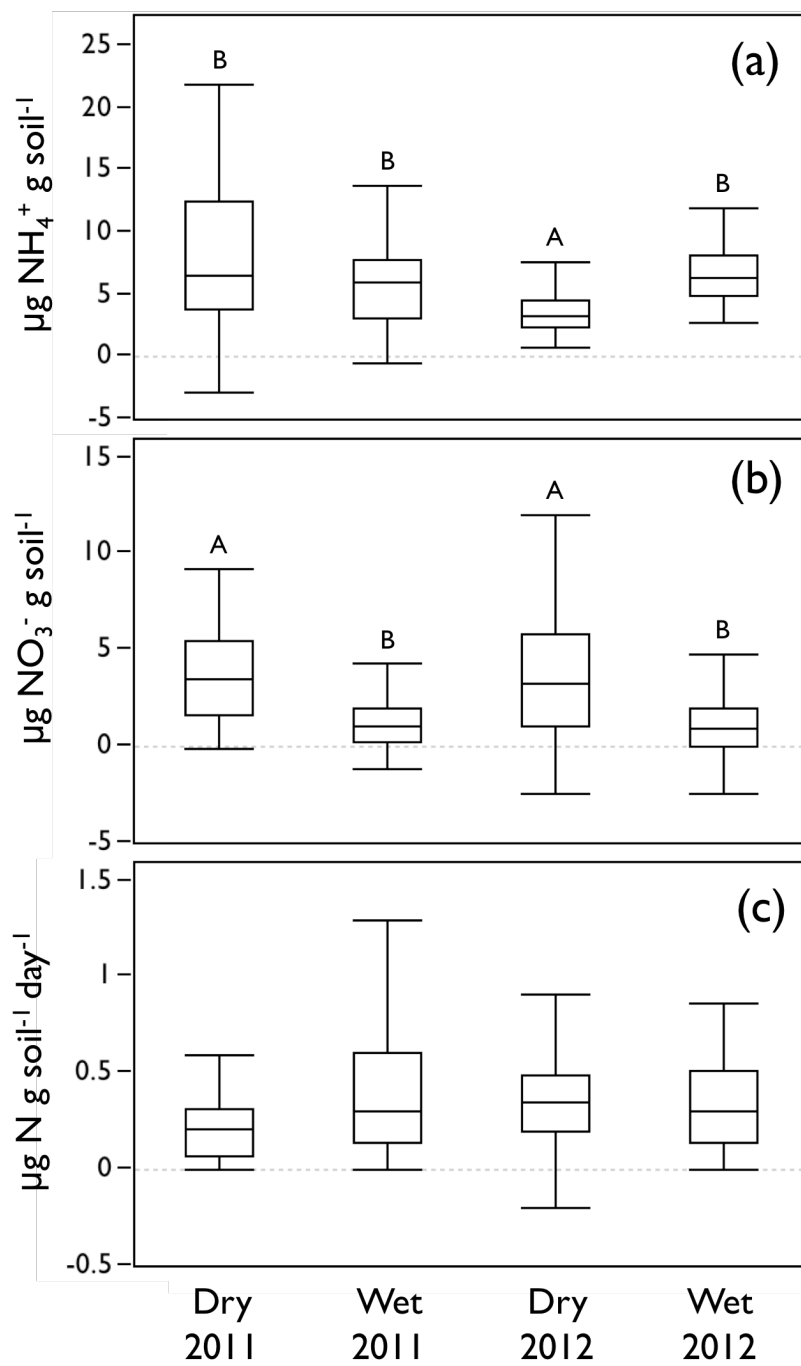 (a)
µg NH₄⁺ g soil⁻¹
25
20
15
10
5
0
-5
B
B
A
B
(b)
µg NO₃⁻ g soil⁻¹
15
10
5
0
-5
A
B
A
B
(c)
µg N g soil⁻¹ day⁻¹
1.5
1
0.5
0
-0.5
Dry Wet Dry Wet
2011 2011 2012 2012